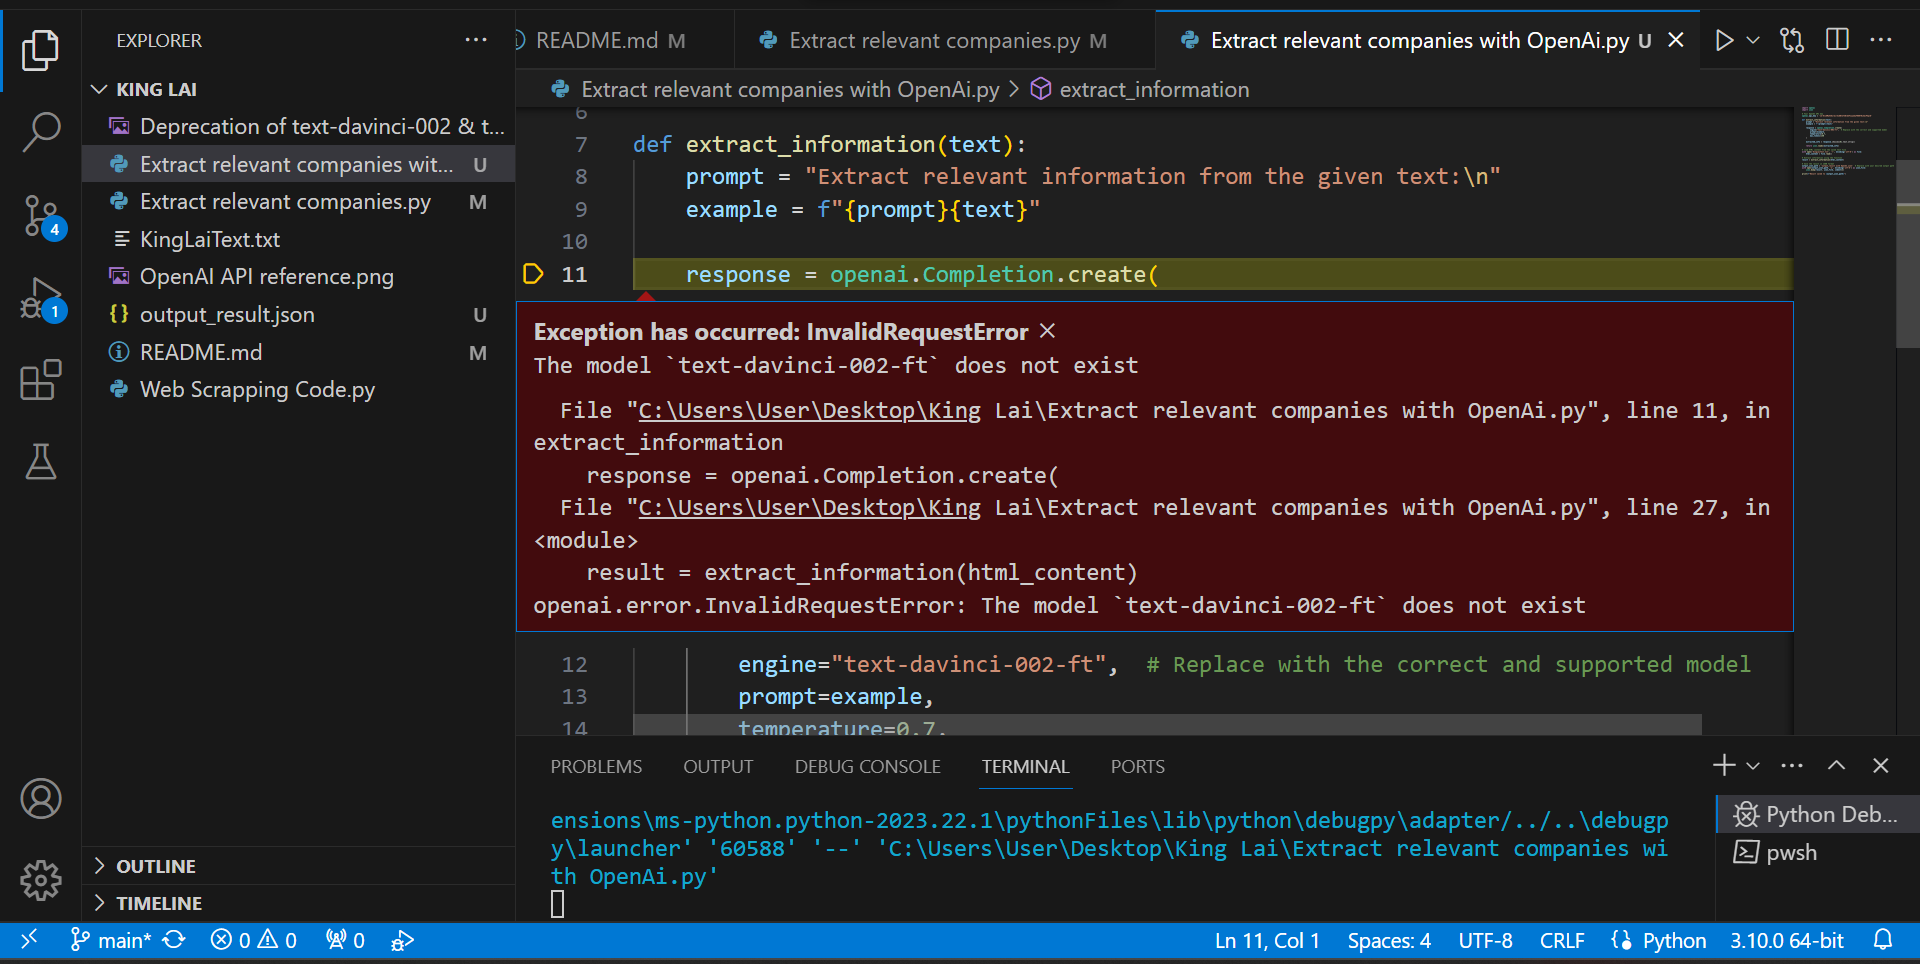 EXPLORER
KING LAI
Deprecation of text-davinci-002 & t...
Extract relevant companies wit... U
Extract relevant companies.py M
KingLaiText.txt
OpenAI API reference.png
{} output_result.json U
README.md M
Web Scrapping Code.py
OUTLINE
TIMELINE
4
1
README.md M
Extract relevant companies.py M
Extract relevant companies with OpenAi.py U
Extract relevant companies with OpenAi.py > extract_information
6
7 def extract_information(text):
8 prompt = "Extract relevant information from the given text:\n"
9 example = f"{prompt}{text}"
10
11 response = openai.Completion.create(
Exception has occurred: InvalidRequestError
The model `text-davinci-002-ft` does not exist
File "C:\Users\User\Desktop\King Lai\Extract relevant companies with OpenAi.py", line 11, in
extract_information
response = openai.Completion.create(
File "C:\Users\User\Desktop\King Lai\Extract relevant companies with OpenAi.py", line 27, in
<module>
result = extract_information(html_content)
openai.error.InvalidRequestError: The model `text-davinci-002-ft` does not exist
12 engine="text-davinci-002-ft", # Replace with the correct and supported model
13 prompt=example,
14 temperature=0.7,
PROBLEMS OUTPUT DEBUG CONSOLE TERMINAL PORTS
ensions\ms-python.python-2023.22.1\pythonFiles\lib\python\debugpy\adapter/../..\debugp
y\launcher' '60588' '--' 'C:\Users\User\Desktop\King Lai\Extract relevant companies wi
th OpenAi.py'
Python Deb...
pwsh
main* 0 0 0 Ln 11, Col 1 Spaces: 4 UTF-8 CRLF Python 3.10.0 64-bit